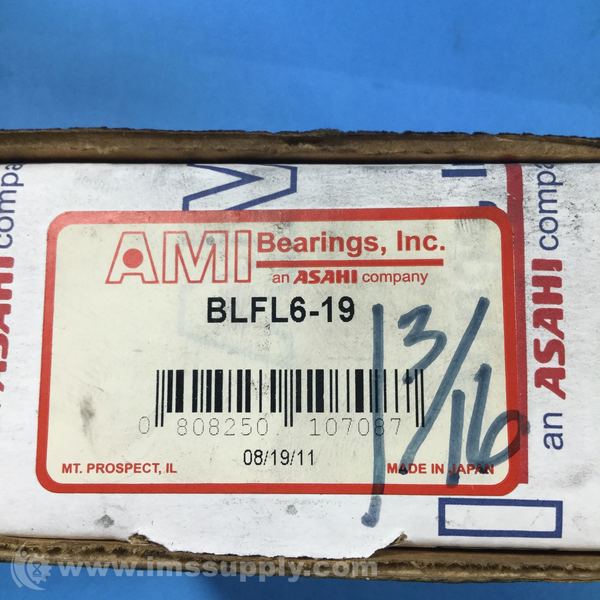 AMI Bearings, Inc.
an ASAHI company
BLFL6-19
0 808250 107087
08/19/11
MT. PROSPECT, IL
MADE IN JAPAN
1 3/16
ASAHI compa
an ASAHI compa
www.imssupply.com